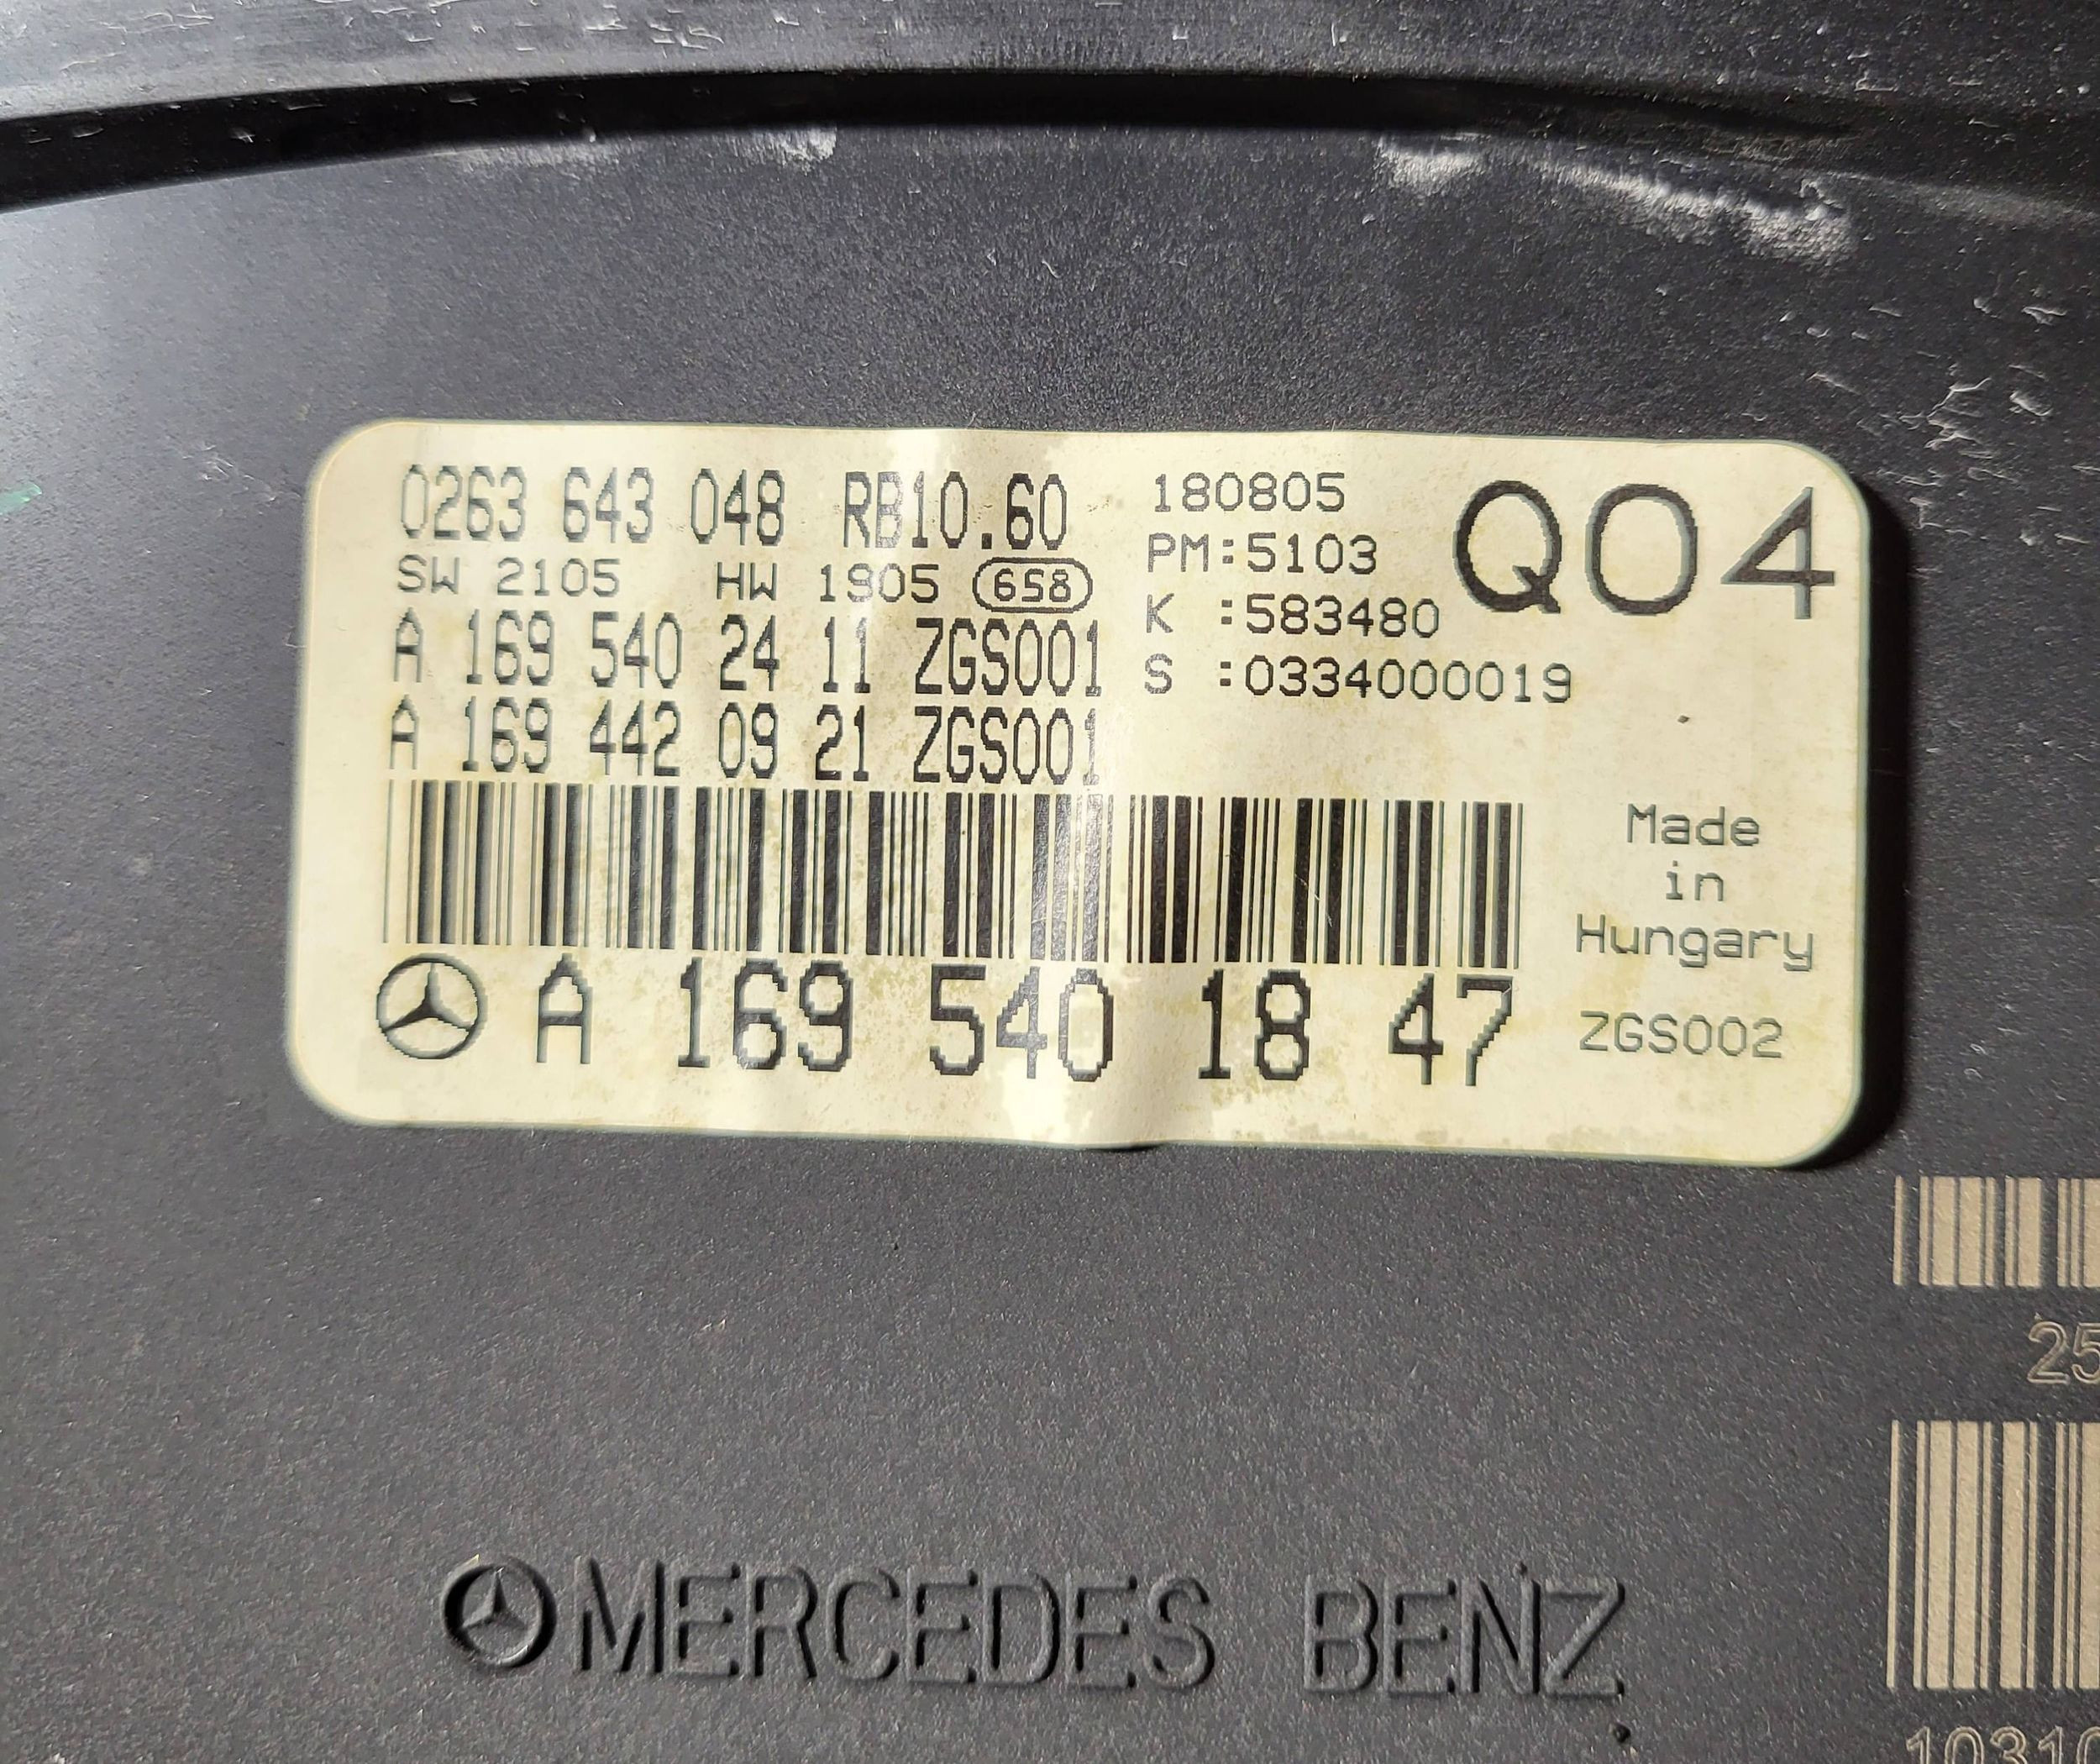 0263 643 048 RB10.60
SW 2105 HW 1905 658
A 169 540 24 11 ZGS001
A 169 442 09 21 ZGS001
180805
PM:5103
K :583480
S :0334000019
Q04
A 169 540 18 47
Made
in
Hungary
ZGS002
25
10310
MERCEDES BENZ